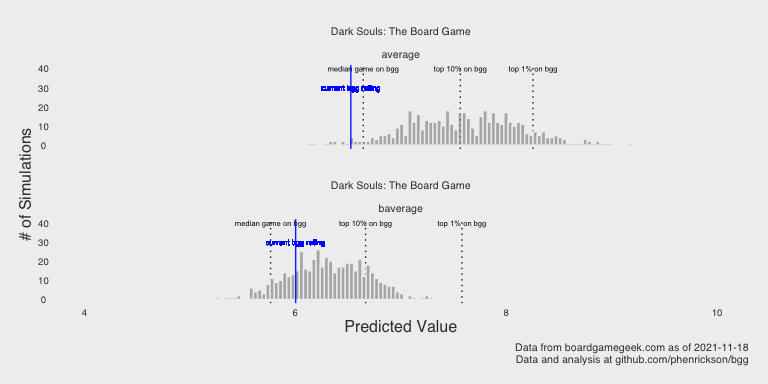 Dark Souls: The Board Game
average
median game on bgg
top 10% on bgg
top 1% on bgg
current bgg rating
40
30
20
10
0
Dark Souls: The Board Game
baverage
median game on bgg
top 10% on bgg
top 1% on bgg
current bgg rating
40
30
20
10
0
# of Simulations
4
6
8
10
Predicted Value
Data from boardgamegeek.com as of 2021-11-18
Data and analysis at github.com/phenrickson/bgg